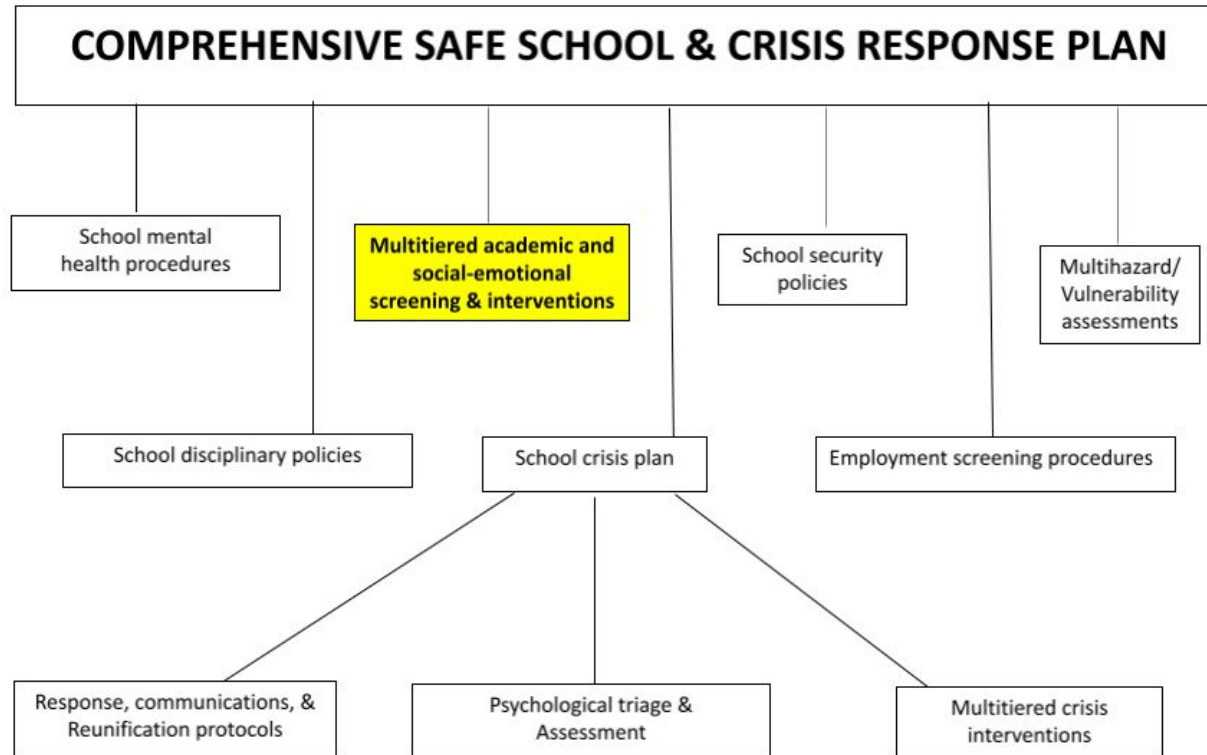 COMPREHENSIVE SAFE SCHOOL & CRISIS RESPONSE PLAN
School mental
health procedures
Multitiered academic and
social-emotional
screening & interventions
School security
policies
Multihazard/
Vulnerability
assessments
School disciplinary policies
School crisis plan
Employment screening procedures
Response, communications, &
Reunification protocols
Psychological triage &
Assessment
Multitiered crisis
interventions